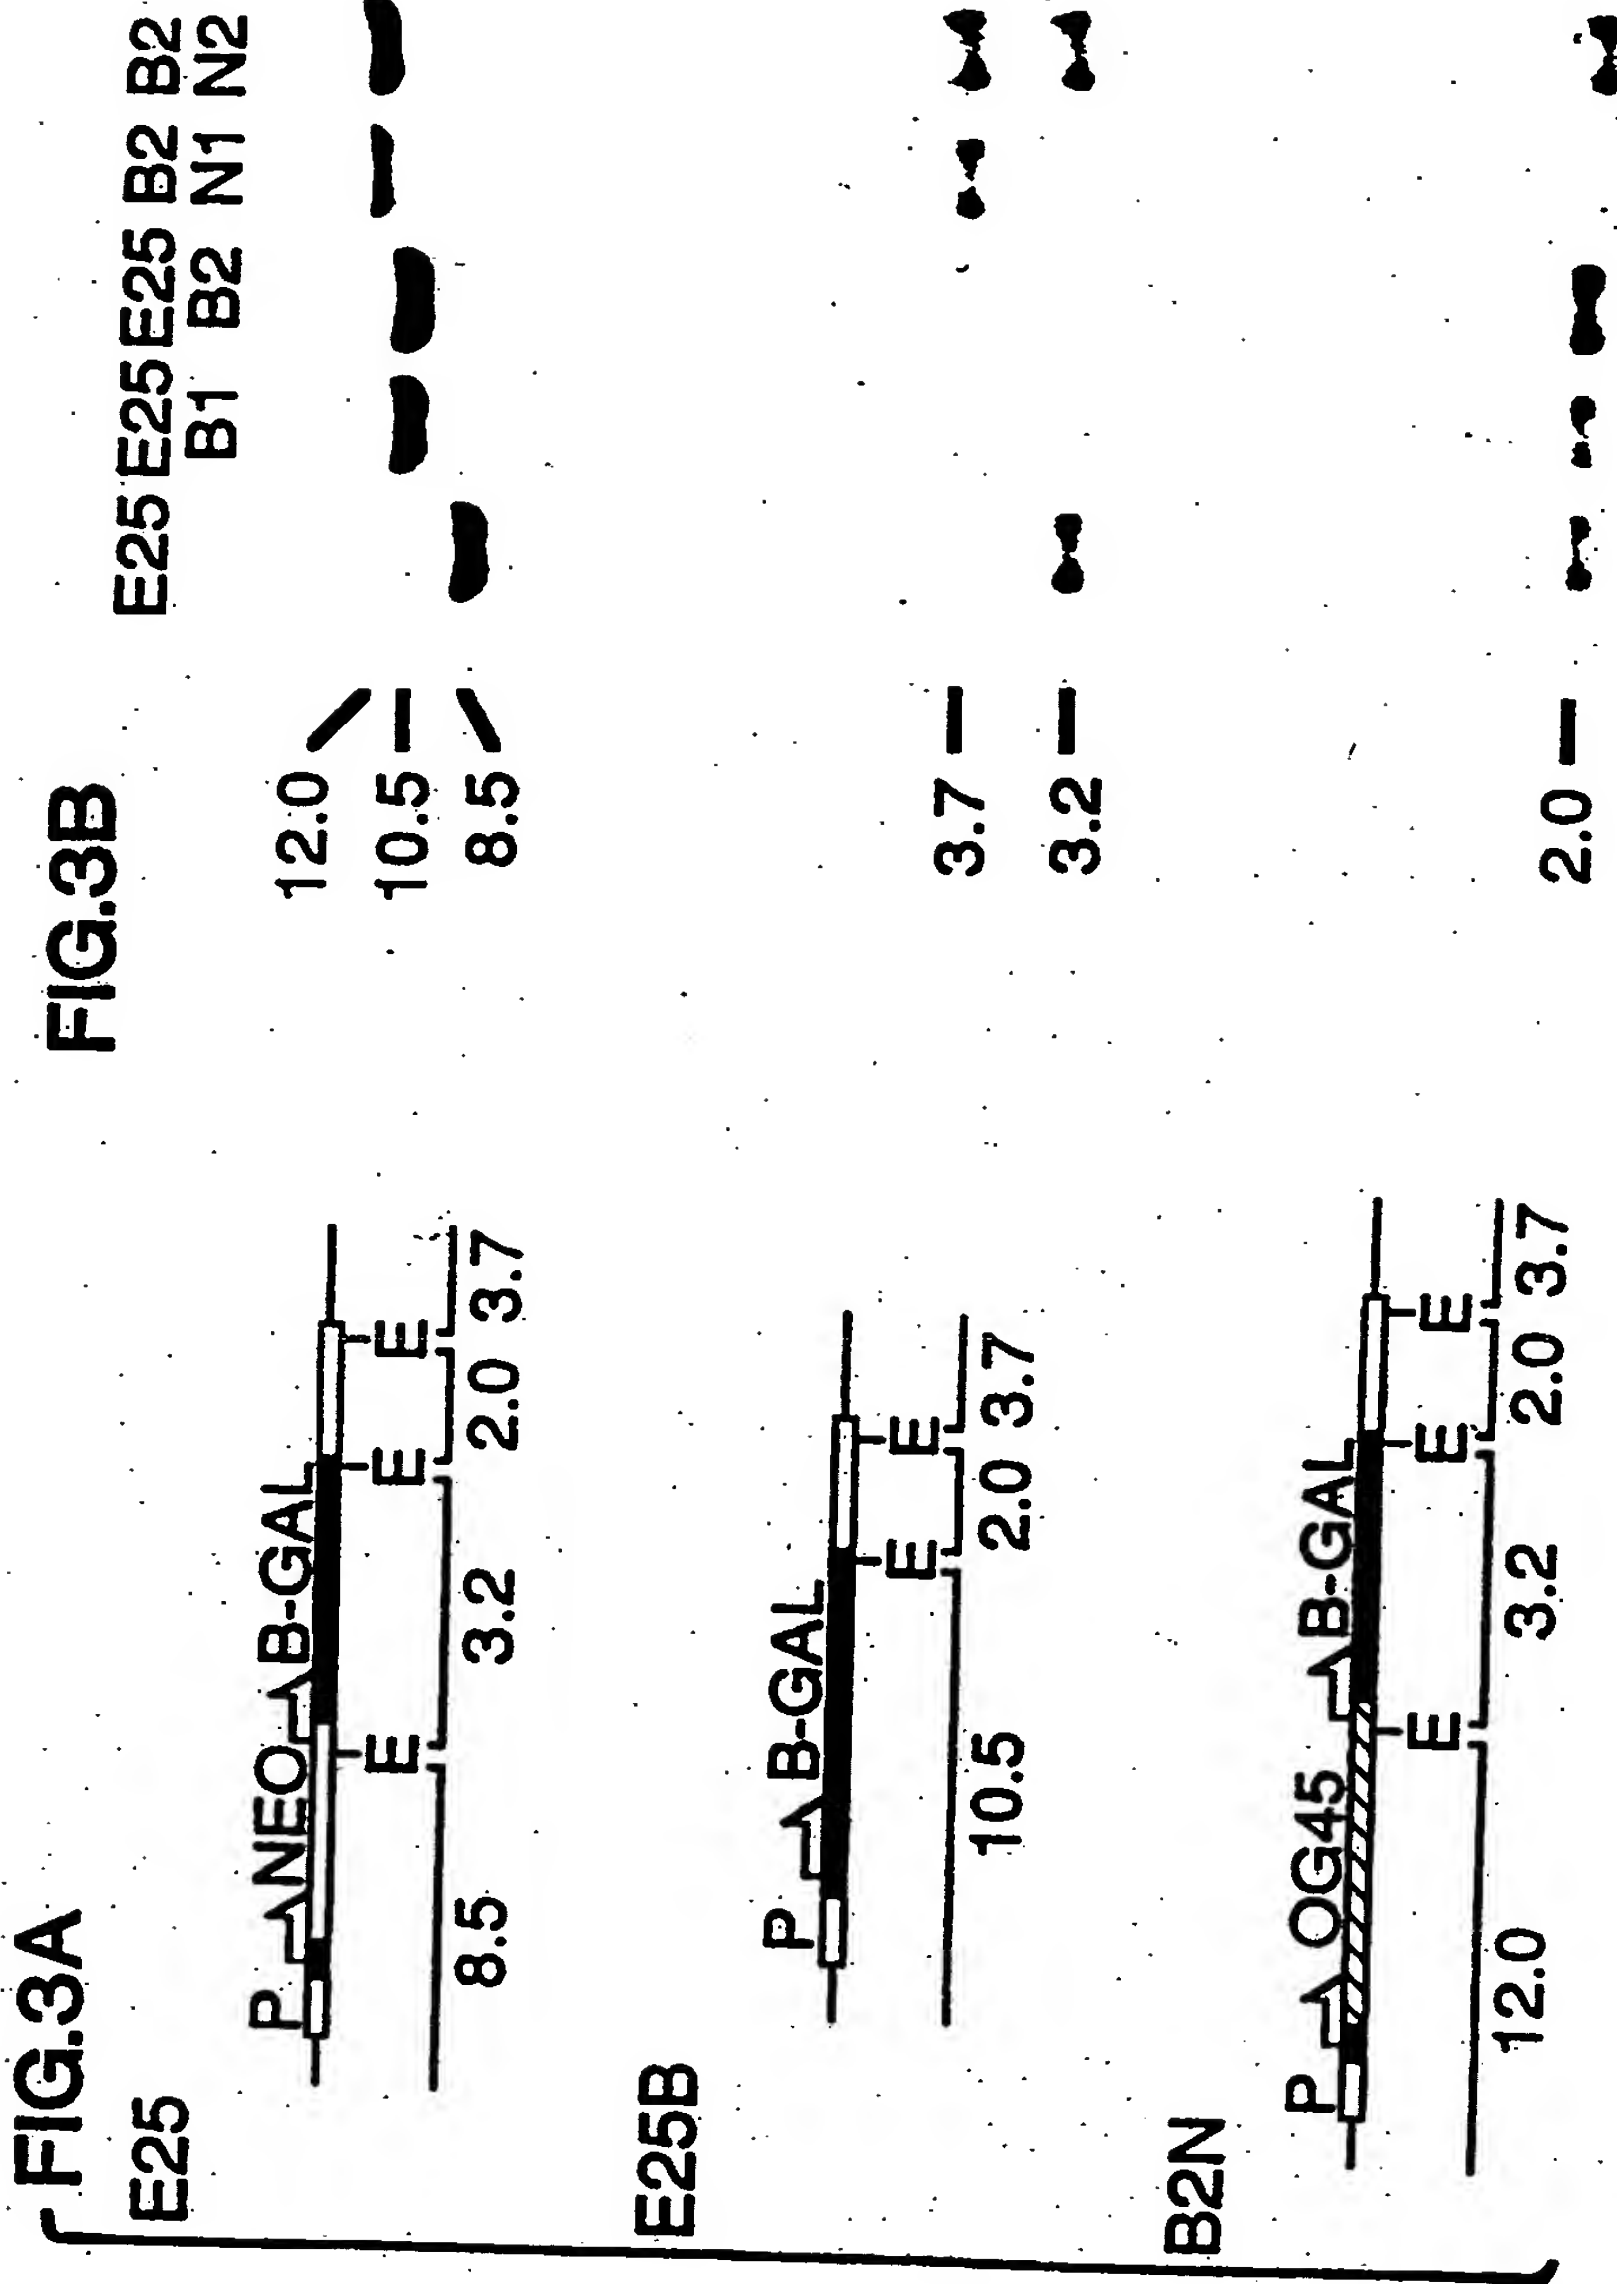 FIG.3A
E25
P NEO B-GAL
E E E
8.5 3.2 2.0 3.7
E25B
P B-GAL
E E
10.5 2.0 3.7
B2N
P OG45 B-GAL
E E E
12.0 3.2 2.0 3.7
FIG.3B
E25 E25 E25 B2 B2
B1 B2 N1 N2
12.0
10.5
8.5
3.7
3.2
2.0